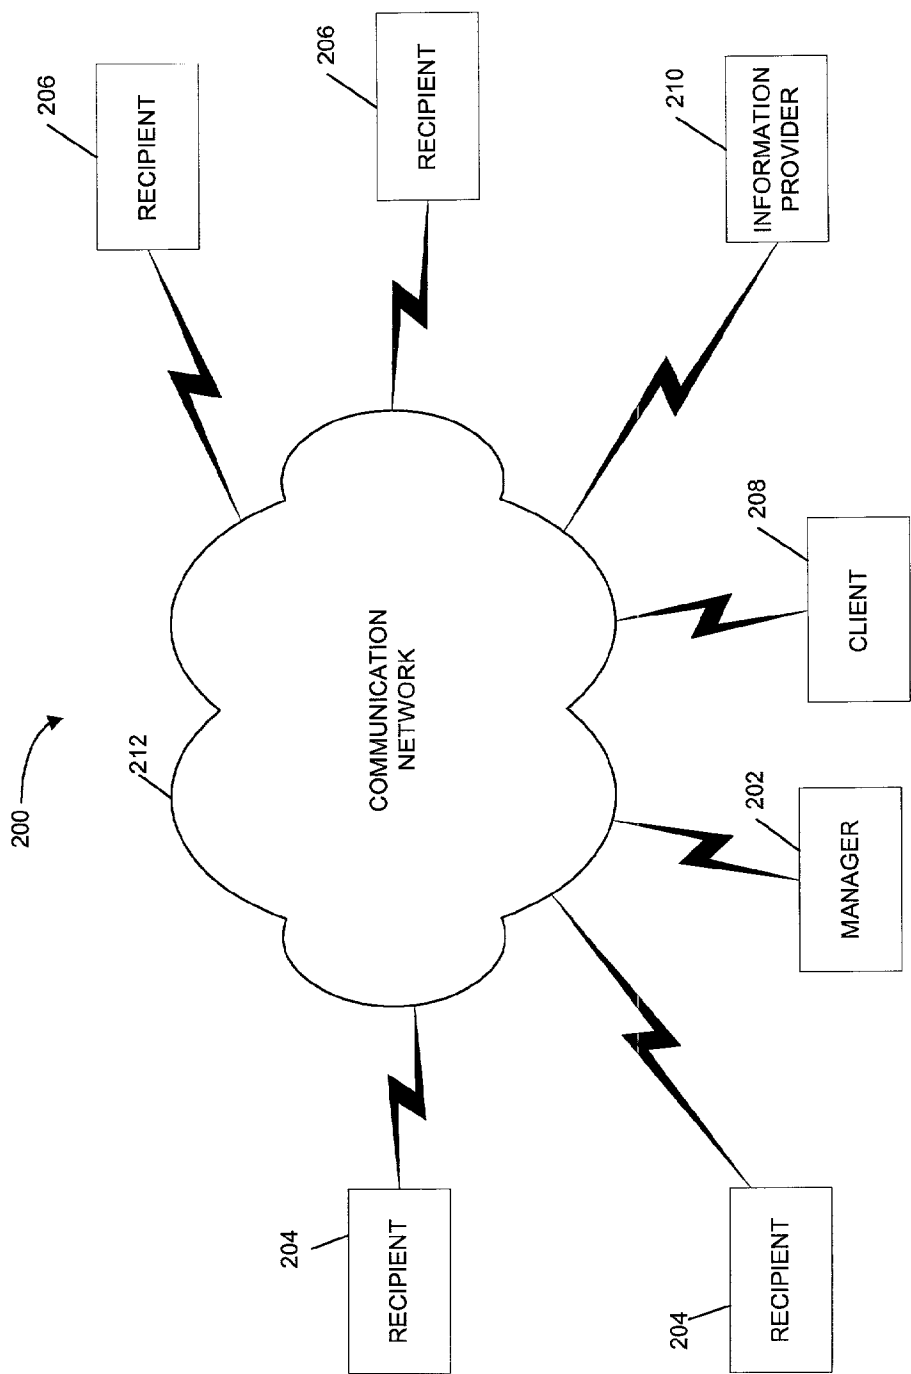 200
212
COMMUNICATION
NETWORK
206
RECIPIENT
206
RECIPIENT
210
INFORMATION
PROVIDER
208
CLIENT
202
MANAGER
204
RECIPIENT
204
RECIPIENT